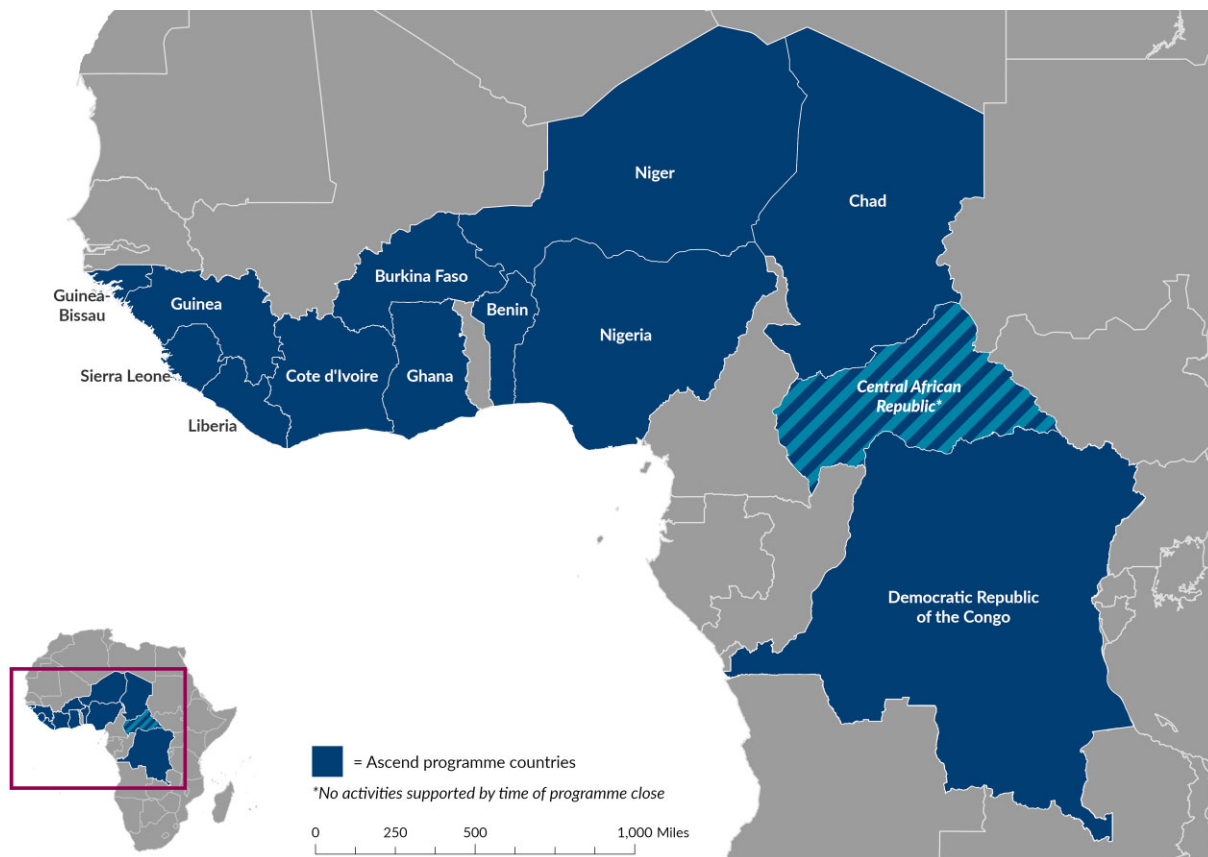 Niger
Chad
Burkina Faso
Benin
Guinea-
Bissau
Guinea
Nigeria
Sierra Leone
Cote d'Ivoire
Ghana
Central African
Republic*
Liberia
Democratic Republic
of the Congo
= Ascend programme countries
*No activities supported by time of programme close
0 250 500 1,000 Miles